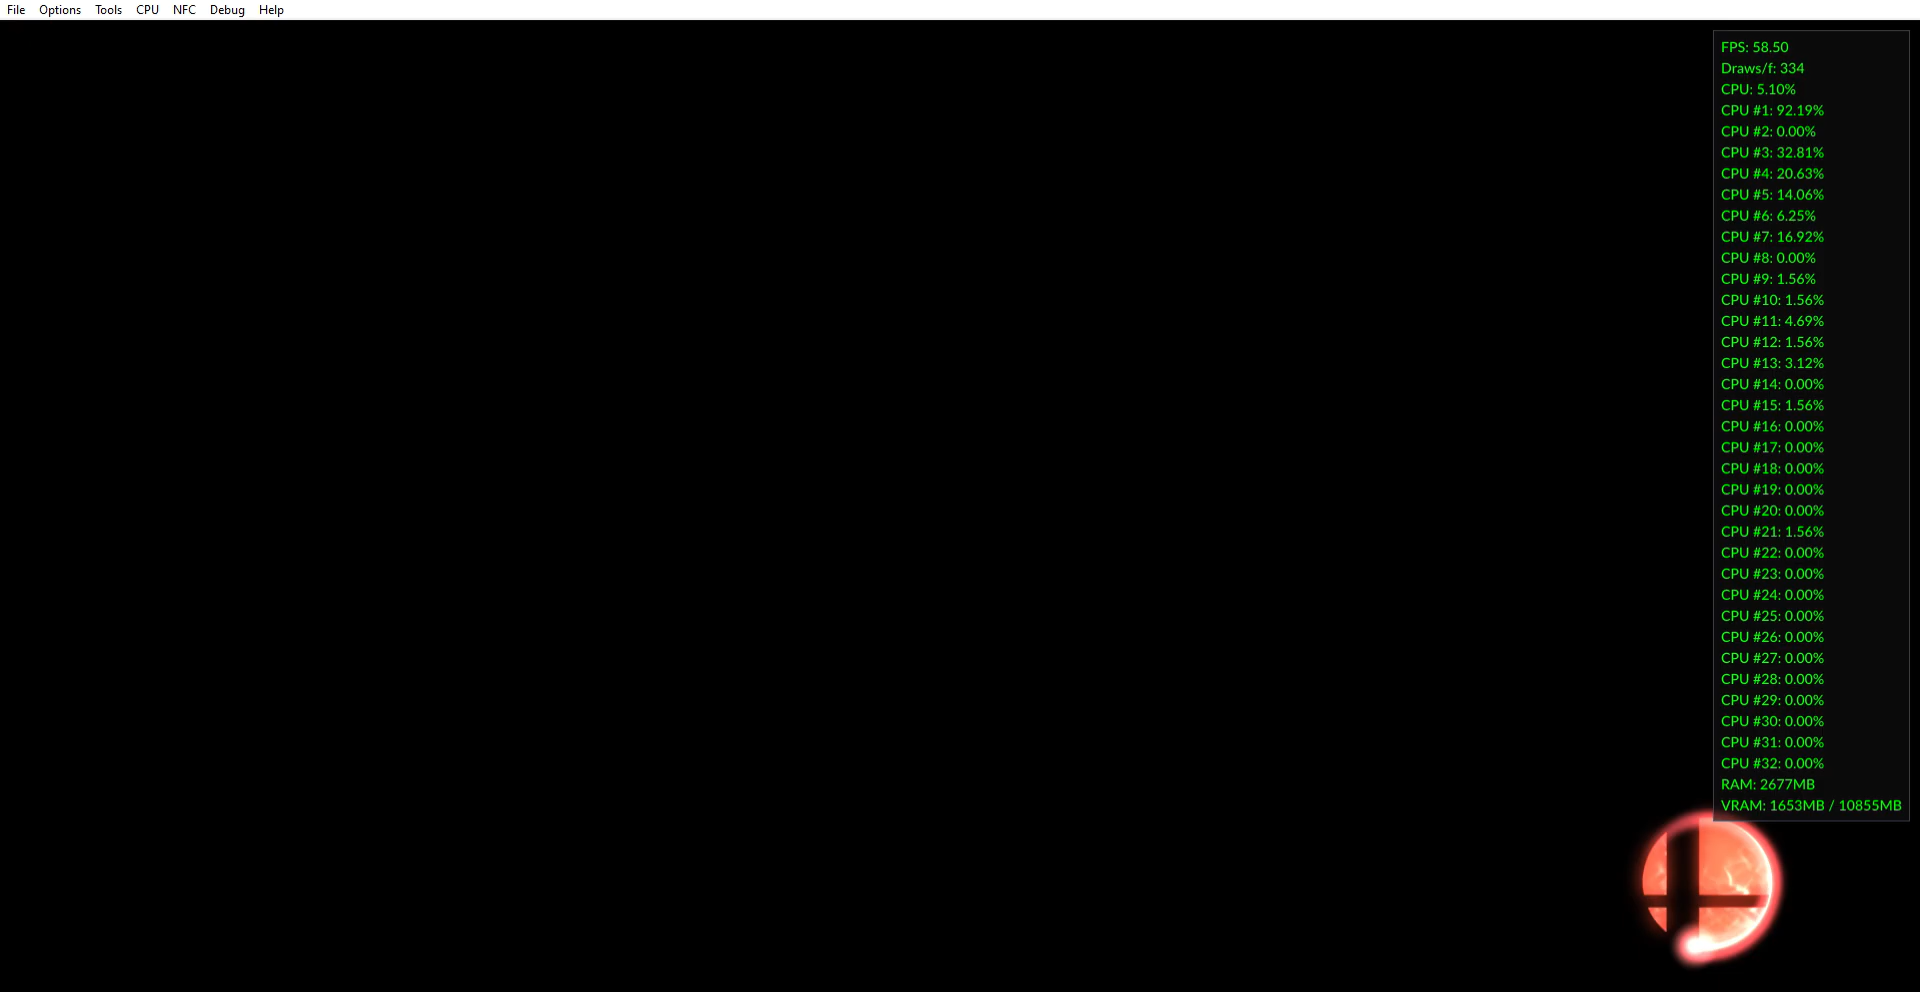 File Options Tools CPU NFC Debug Help
FPS: 58.50
Draws/f: 334
CPU: 5.10%
CPU #1: 92.19%
CPU #2: 0.00%
CPU #3: 32.81%
CPU #4: 20.63%
CPU #5: 14.06%
CPU #6: 6.25%
CPU #7: 16.92%
CPU #8: 0.00%
CPU #9: 1.56%
CPU #10: 1.56%
CPU #11: 4.69%
CPU #12: 1.56%
CPU #13: 3.12%
CPU #14: 0.00%
CPU #15: 1.56%
CPU #16: 0.00%
CPU #17: 0.00%
CPU #18: 0.00%
CPU #19: 0.00%
CPU #20: 0.00%
CPU #21: 1.56%
CPU #22: 0.00%
CPU #23: 0.00%
CPU #24: 0.00%
CPU #25: 0.00%
CPU #26: 0.00%
CPU #27: 0.00%
CPU #28: 0.00%
CPU #29: 0.00%
CPU #30: 0.00%
CPU #31: 0.00%
CPU #32: 0.00%
RAM: 2677MB
VRAM: 1653MB / 10855MB